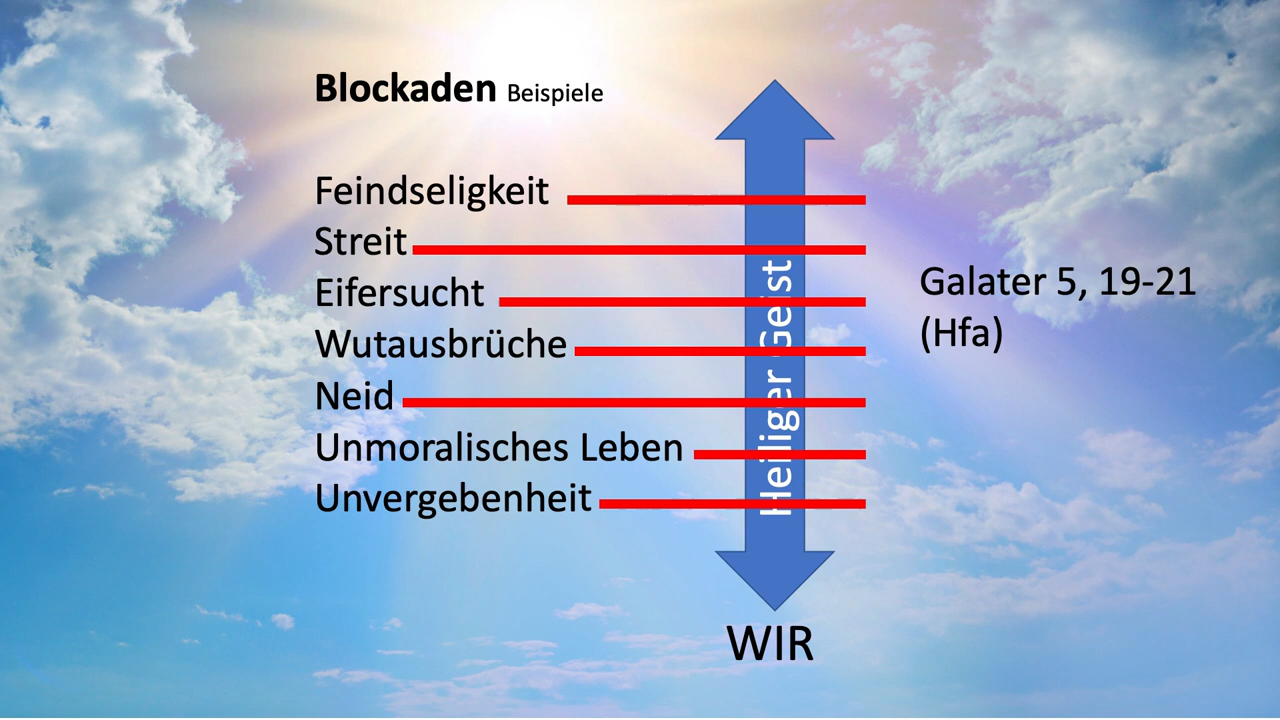 Blockaden Beispiele
Feindseligkeit
Streit
Eifersucht
Wutausbrüche
Neid
Unmoralisches Leben
Unvergebenheit
Heiliger Geist
Galater 5, 19-21
(Hfa)
WIR